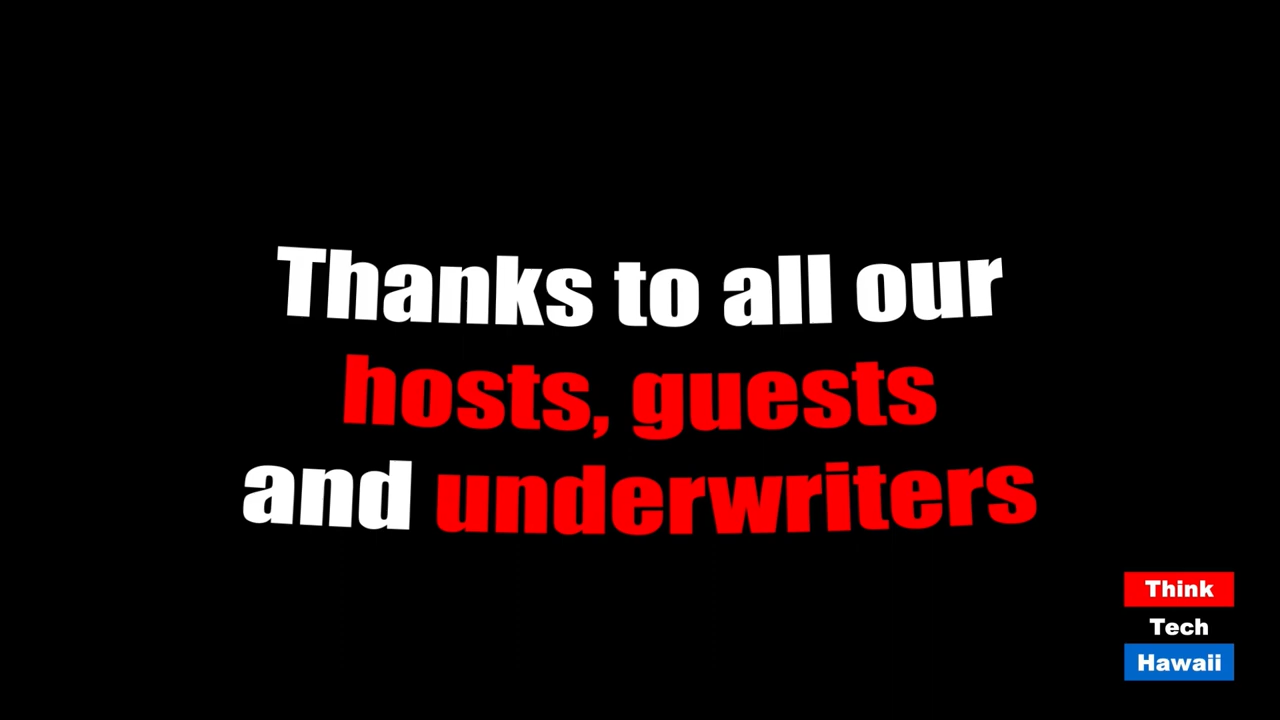 Thanks to all our
hosts, guests
and underwriters
Think
Tech
Hawaii